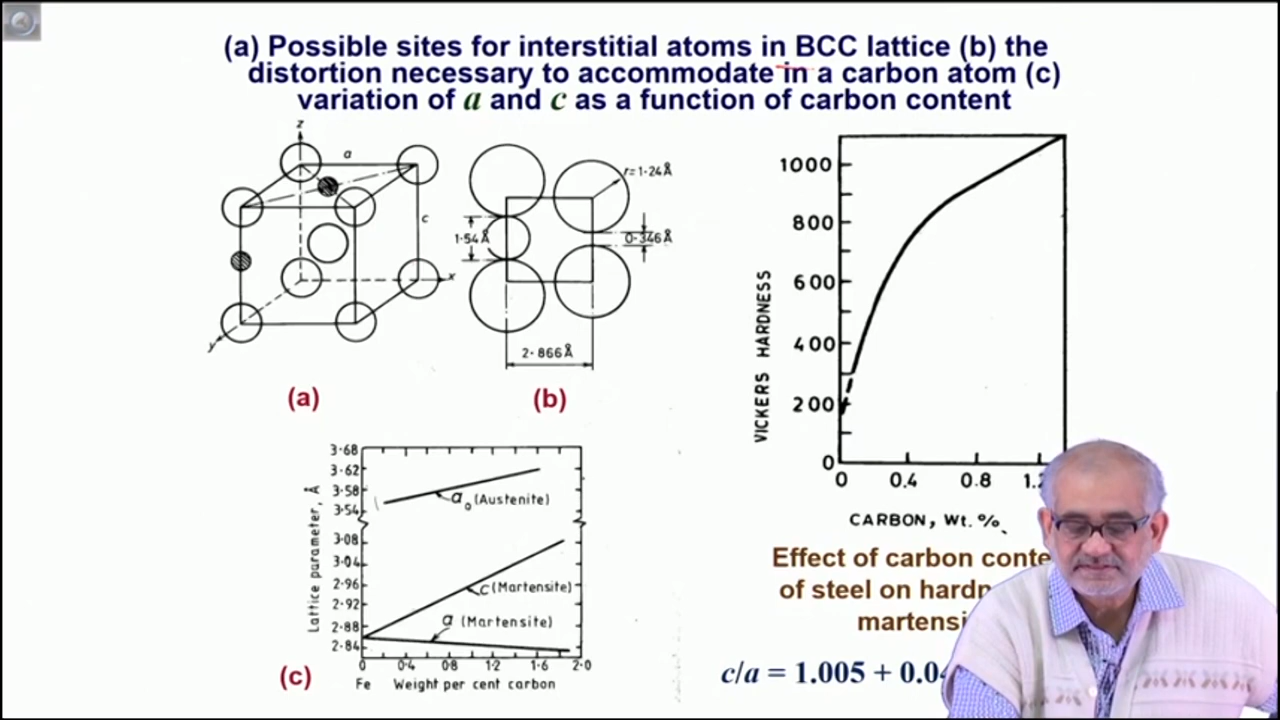 (a) Possible sites for interstitial atoms in BCC lattice (b) the
distortion necessary to accommodate in a carbon atom (c)
variation of a and c as a function of carbon content
z
a
c
x
y
(a)
r=1·24Å
1·54Å
0·346Å
2·866Å
(b)
VICKERS HARDNESS
1000
800
600
400
200
0
0 0.4 0.8
CARBON, Wt.%
Effect of carbon
of steel on
c/a = 1.005 +
Lattice parameter, Å
3·68
3·62
3·58
3·54
3·08
3·04
2·96
2·92
2·88
2·84
a₀ (Austenite)
c (Martensite)
a (Martensite)
0 0·4 0·8 1·2 1·6 2·0
Fe Weight per cent carbon
(c)